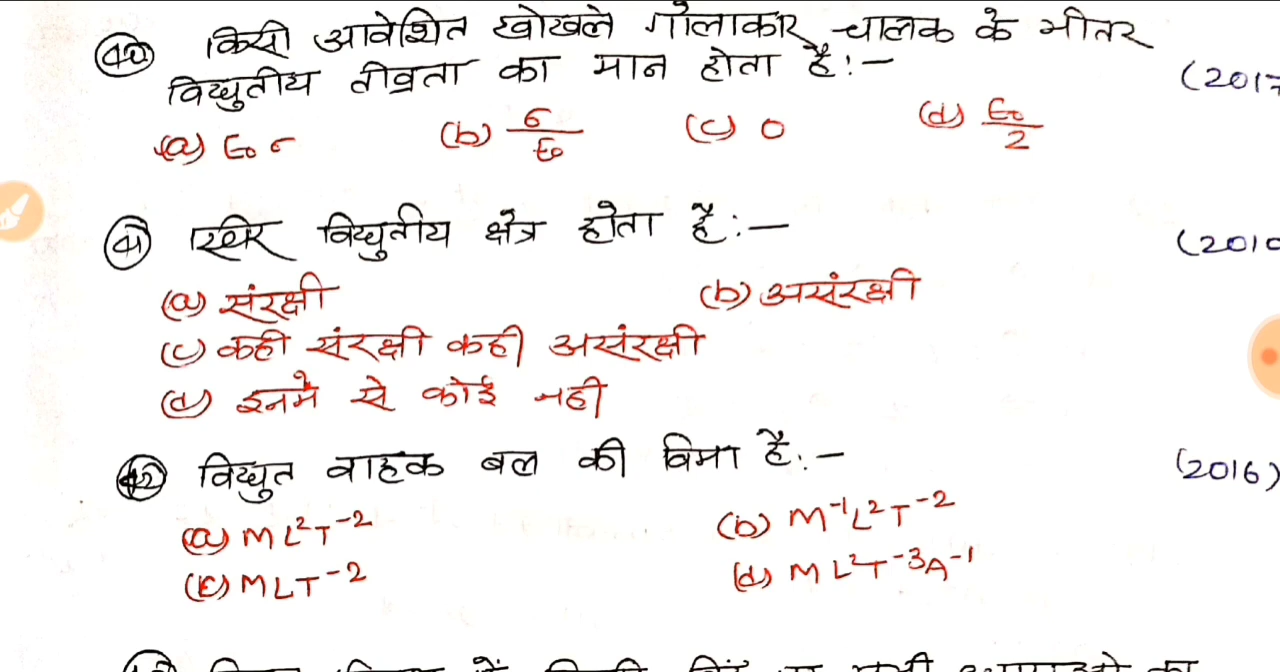 (40) किसी आवेशित खोखले गोलाकार चालक के भीतर
विद्युतीय तीव्रता का मान होता है:- (2017
(a) ε₀ σ (b) σ/ε₀ (c) 0 (d) ε₀/2
(41) स्थिर विद्युतीय क्षेत्र होता है:- (2010
(a) संरक्षी (b) असंरक्षी
(c) कही संरक्षी कही असंरक्षी
(d) इनमे से कोई नही
(42) विद्युत वाहक बल की विमा है:- (2016)
(a) ML²T⁻² (b) M⁻¹L²T⁻²
(c) MLT⁻² (d) ML²T⁻³A⁻¹